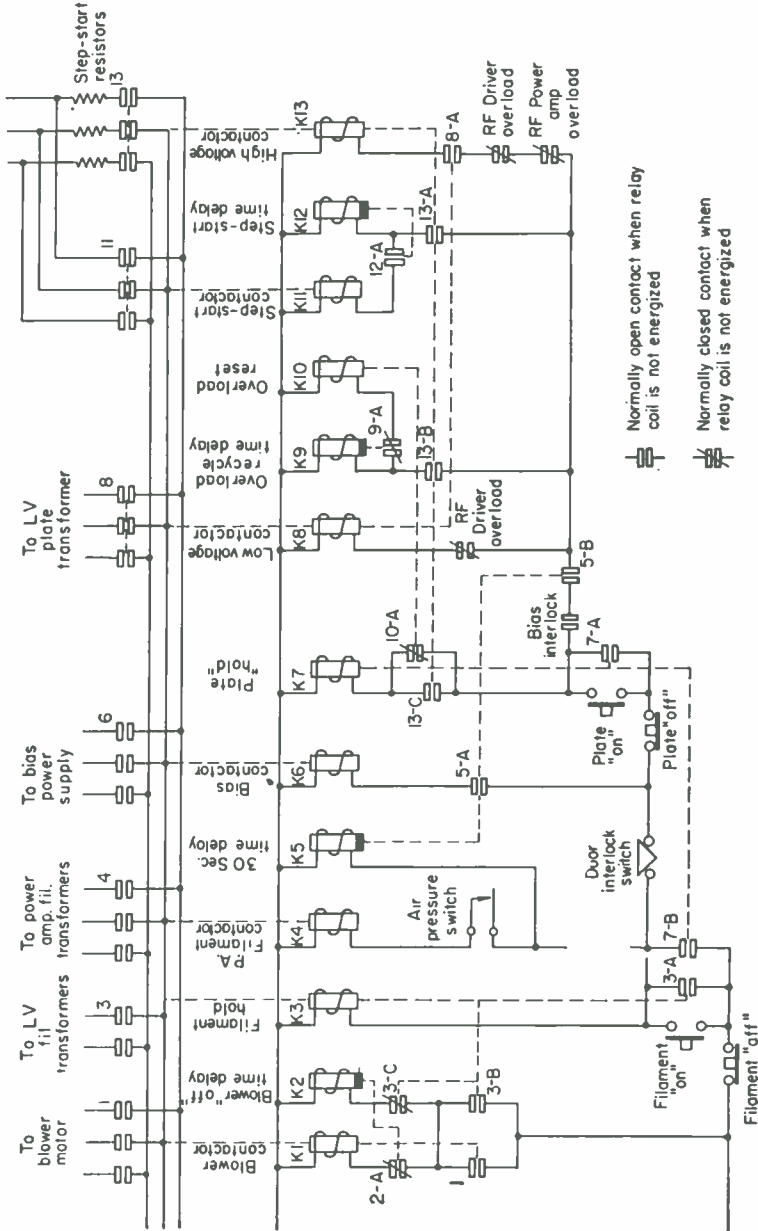 To
blower
motor
1
To LV
fil
transformers
3
To power
amp. fil.
transformers
4
To bias
power
supply
6
To LV
plate
transformer
8
11
Step-start
resistors
13
Blower
contactor
K1
Blower "off"
time delay
K2
Filament
hold
K3
P.A.
Filament
contactor
K4
30 Sec.
time delay
K5
Bias
contactor
K6
Plate
"hold"
K7
Low voltage
contactor
K8
Overload
recycle
time delay
K9
Overload
reset
K10
Step-start
contactor
K11
Step-start
time delay
K12
High voltage
contactor
K13
2-A
3-C
1
3-B
Air
pressure
switch
5-A
13-C
10-A
9-A
13-B
12-A
13-A
8-A
RF Driver
overload
RF Power
amp
overload
RF
Driver
overload
5-B
Bias
interlock
7-A
Plate
"on"
Plate "off"
Duor
interlock
switch
3-A
7-B
Filament
"on"
Filament "off"
Normally open contact when relay
coil is not energized
Normally closed contact when
relay coil is not energized